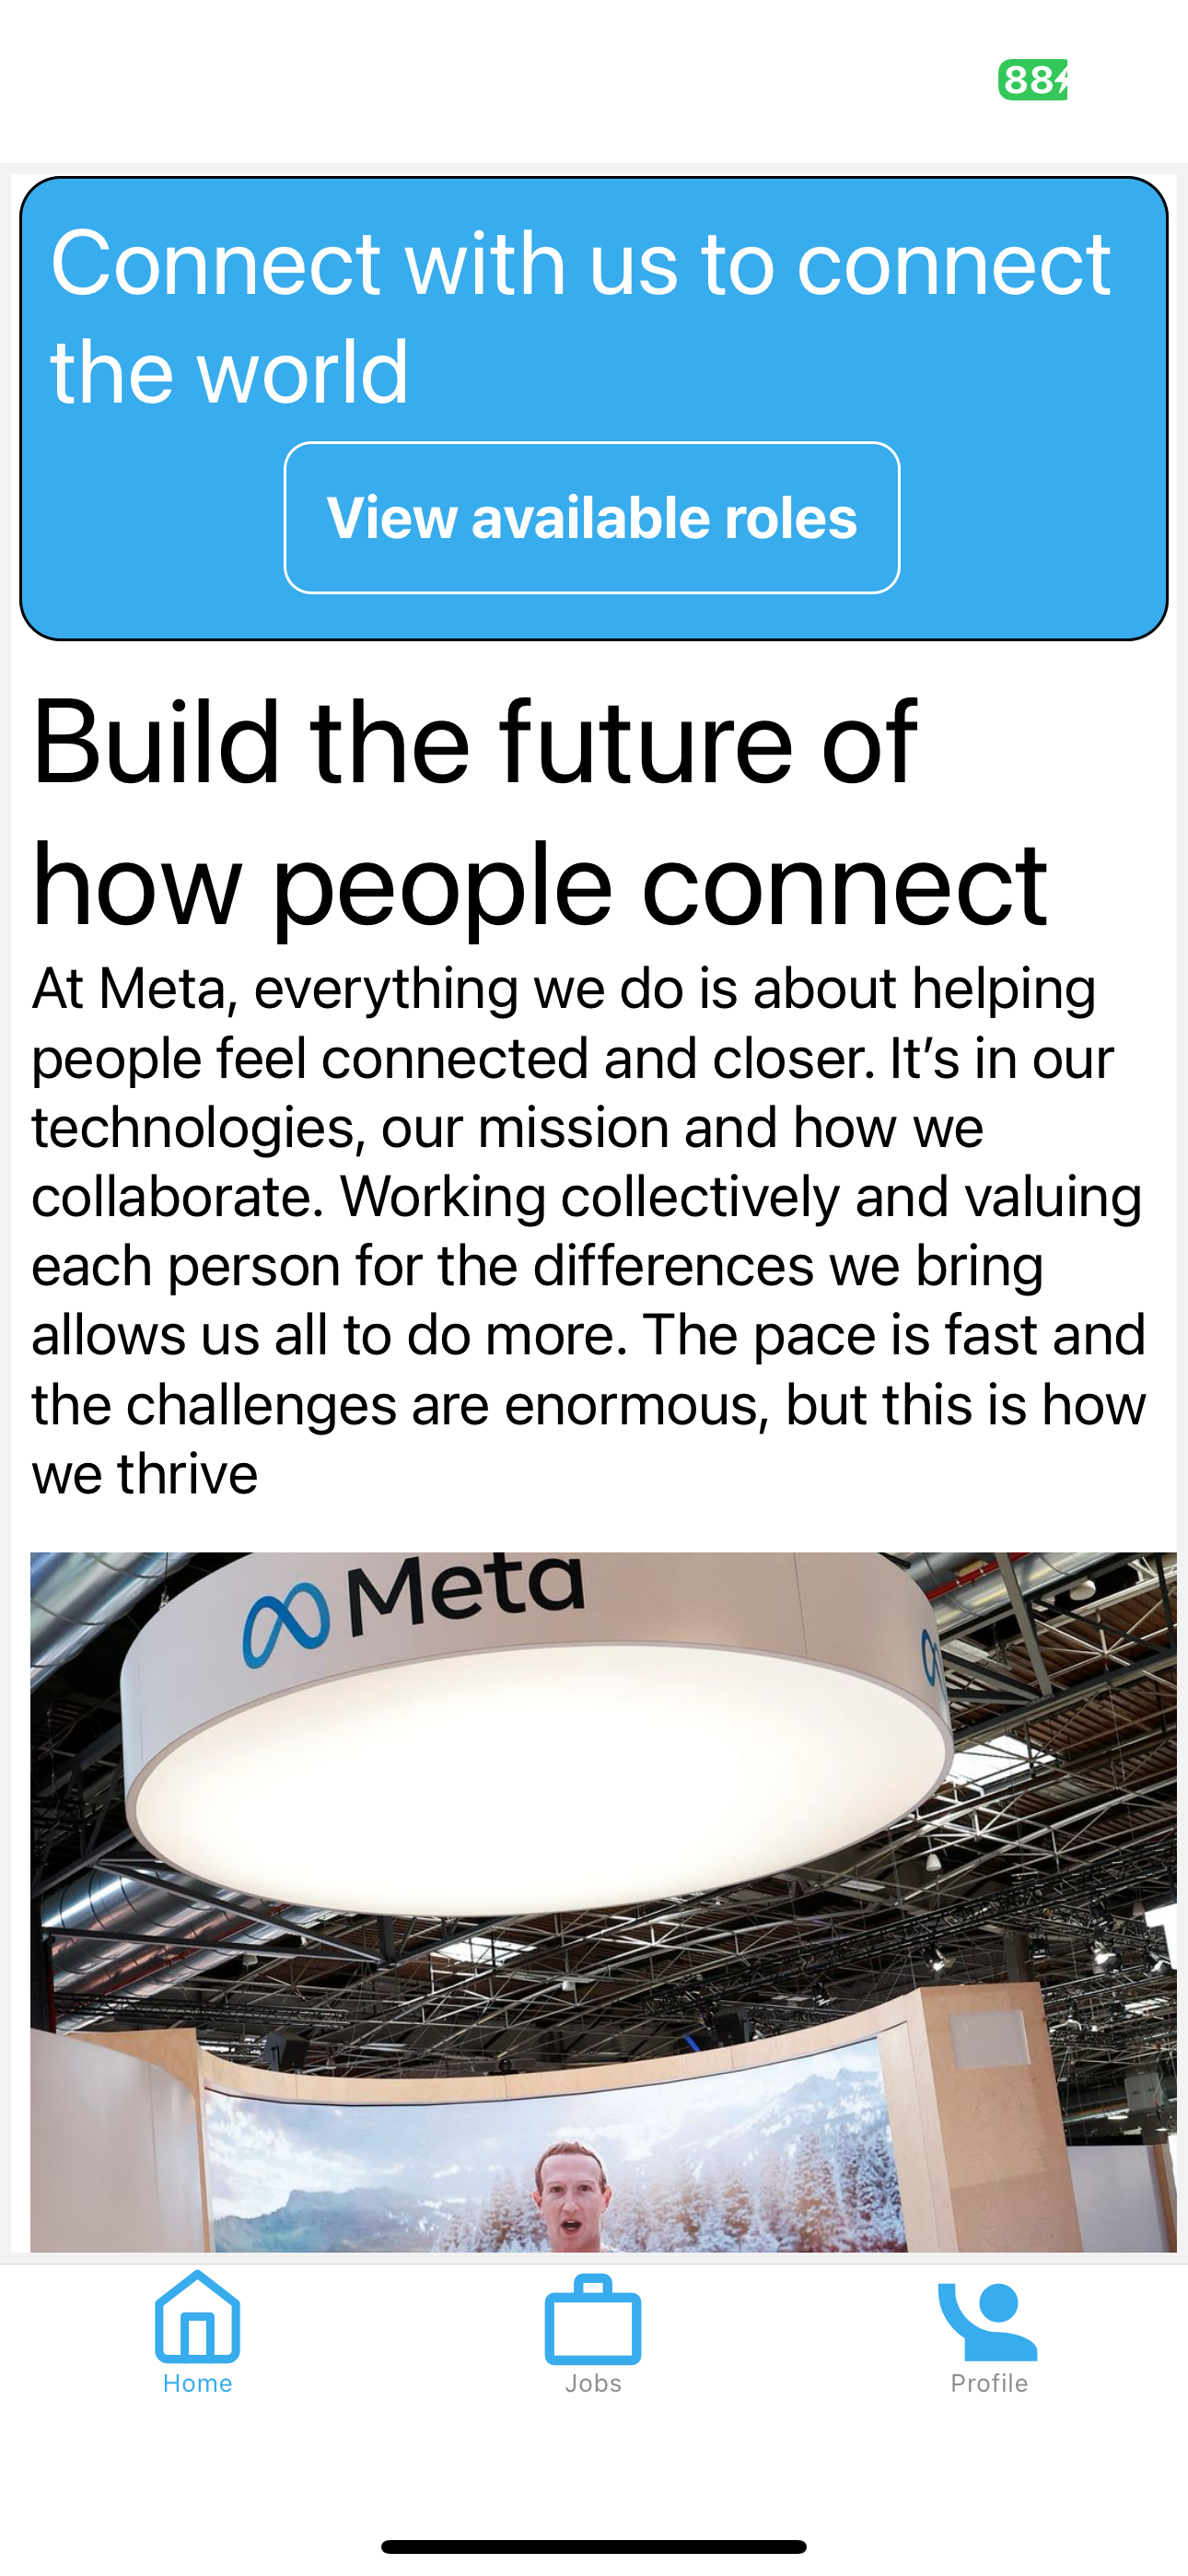 88
Connect with us to connect
the world
View available roles
Build the future of
how people connect
At Meta, everything we do is about helping
people feel connected and closer. It’s in our
technologies, our mission and how we
collaborate. Working collectively and valuing
each person for the differences we bring
allows us all to do more. The pace is fast and
the challenges are enormous, but this is how
we thrive
Meta
Home
Jobs
Profile